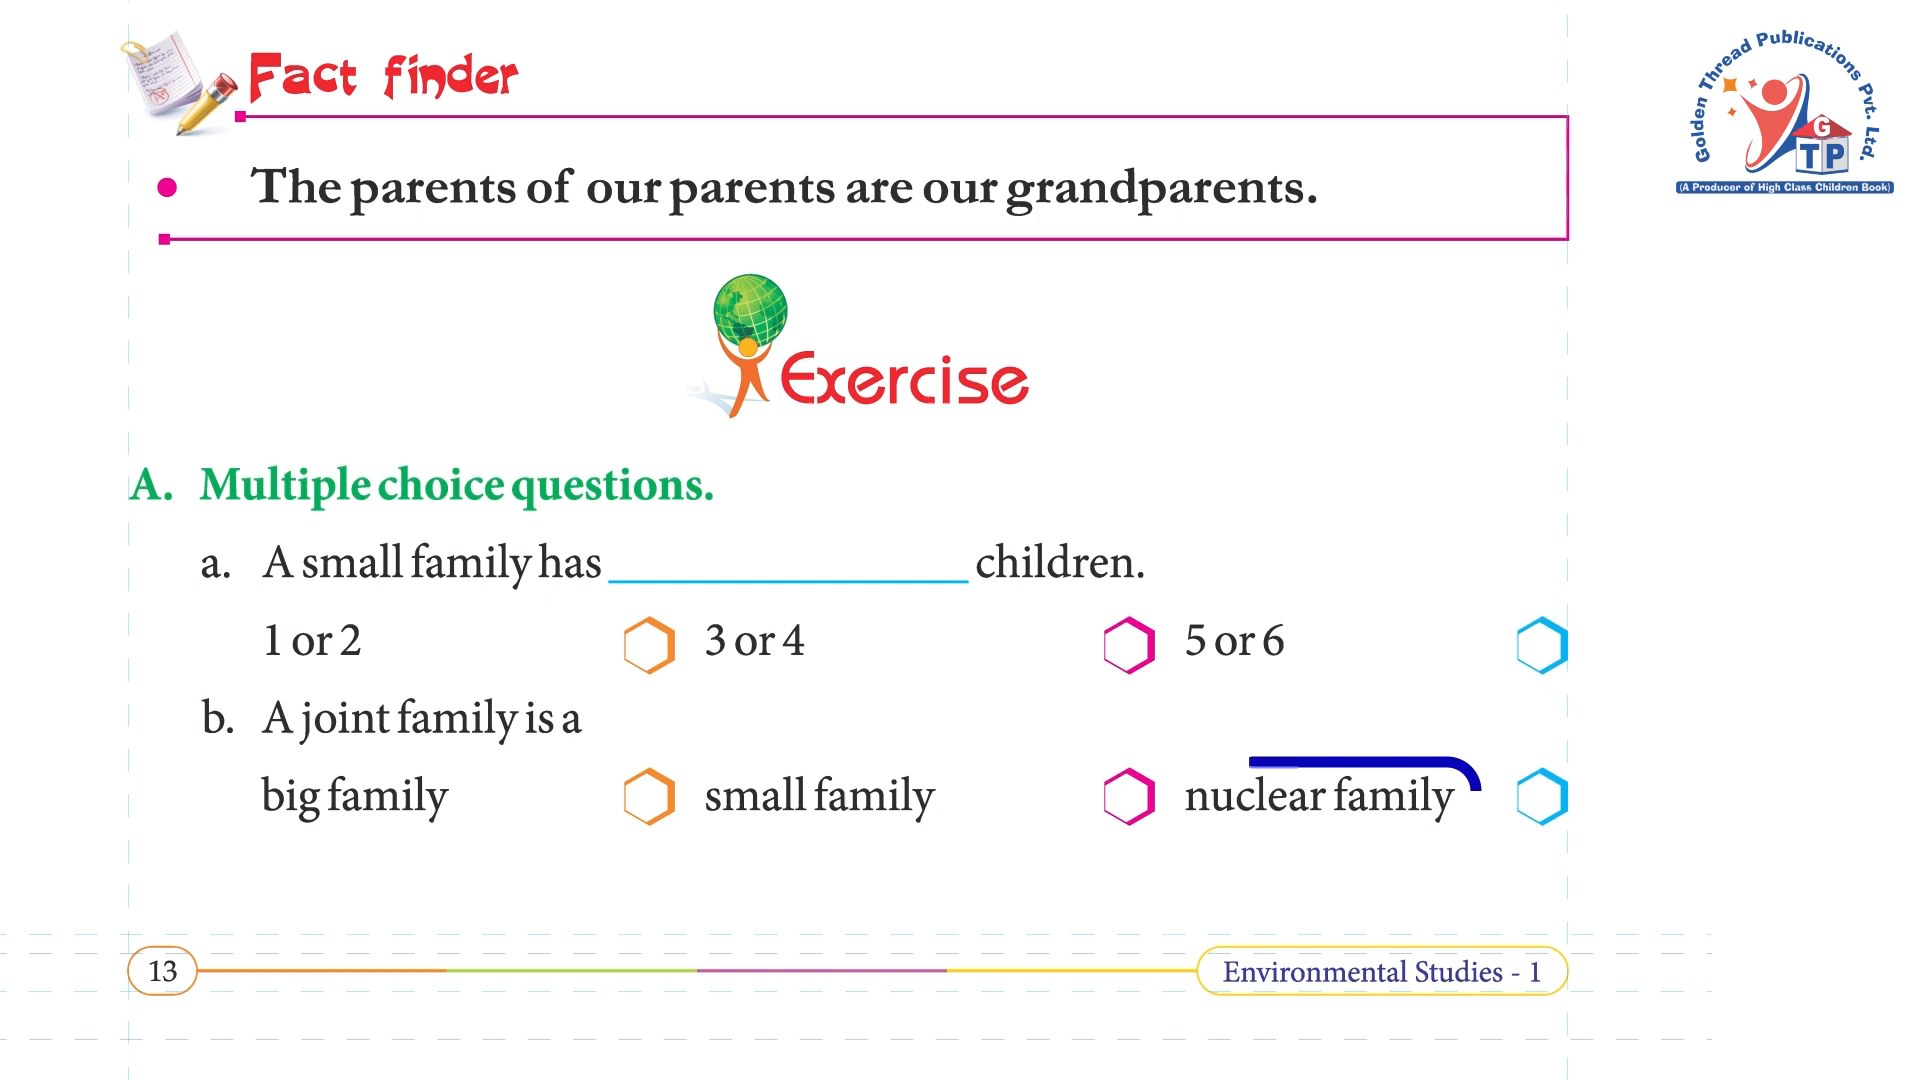 Fact finder
Golden Thread Publications Pvt. Ltd.
G
TP
(A Producer of High Class Children Book)
• The parents of our parents are our grandparents.
Exercise
A. Multiple choice questions.
a. A small family has ____________ children.
1 or 2 3 or 4 5 or 6
b. A joint family is a
big family small family nuclear family
13 Environmental Studies - 1